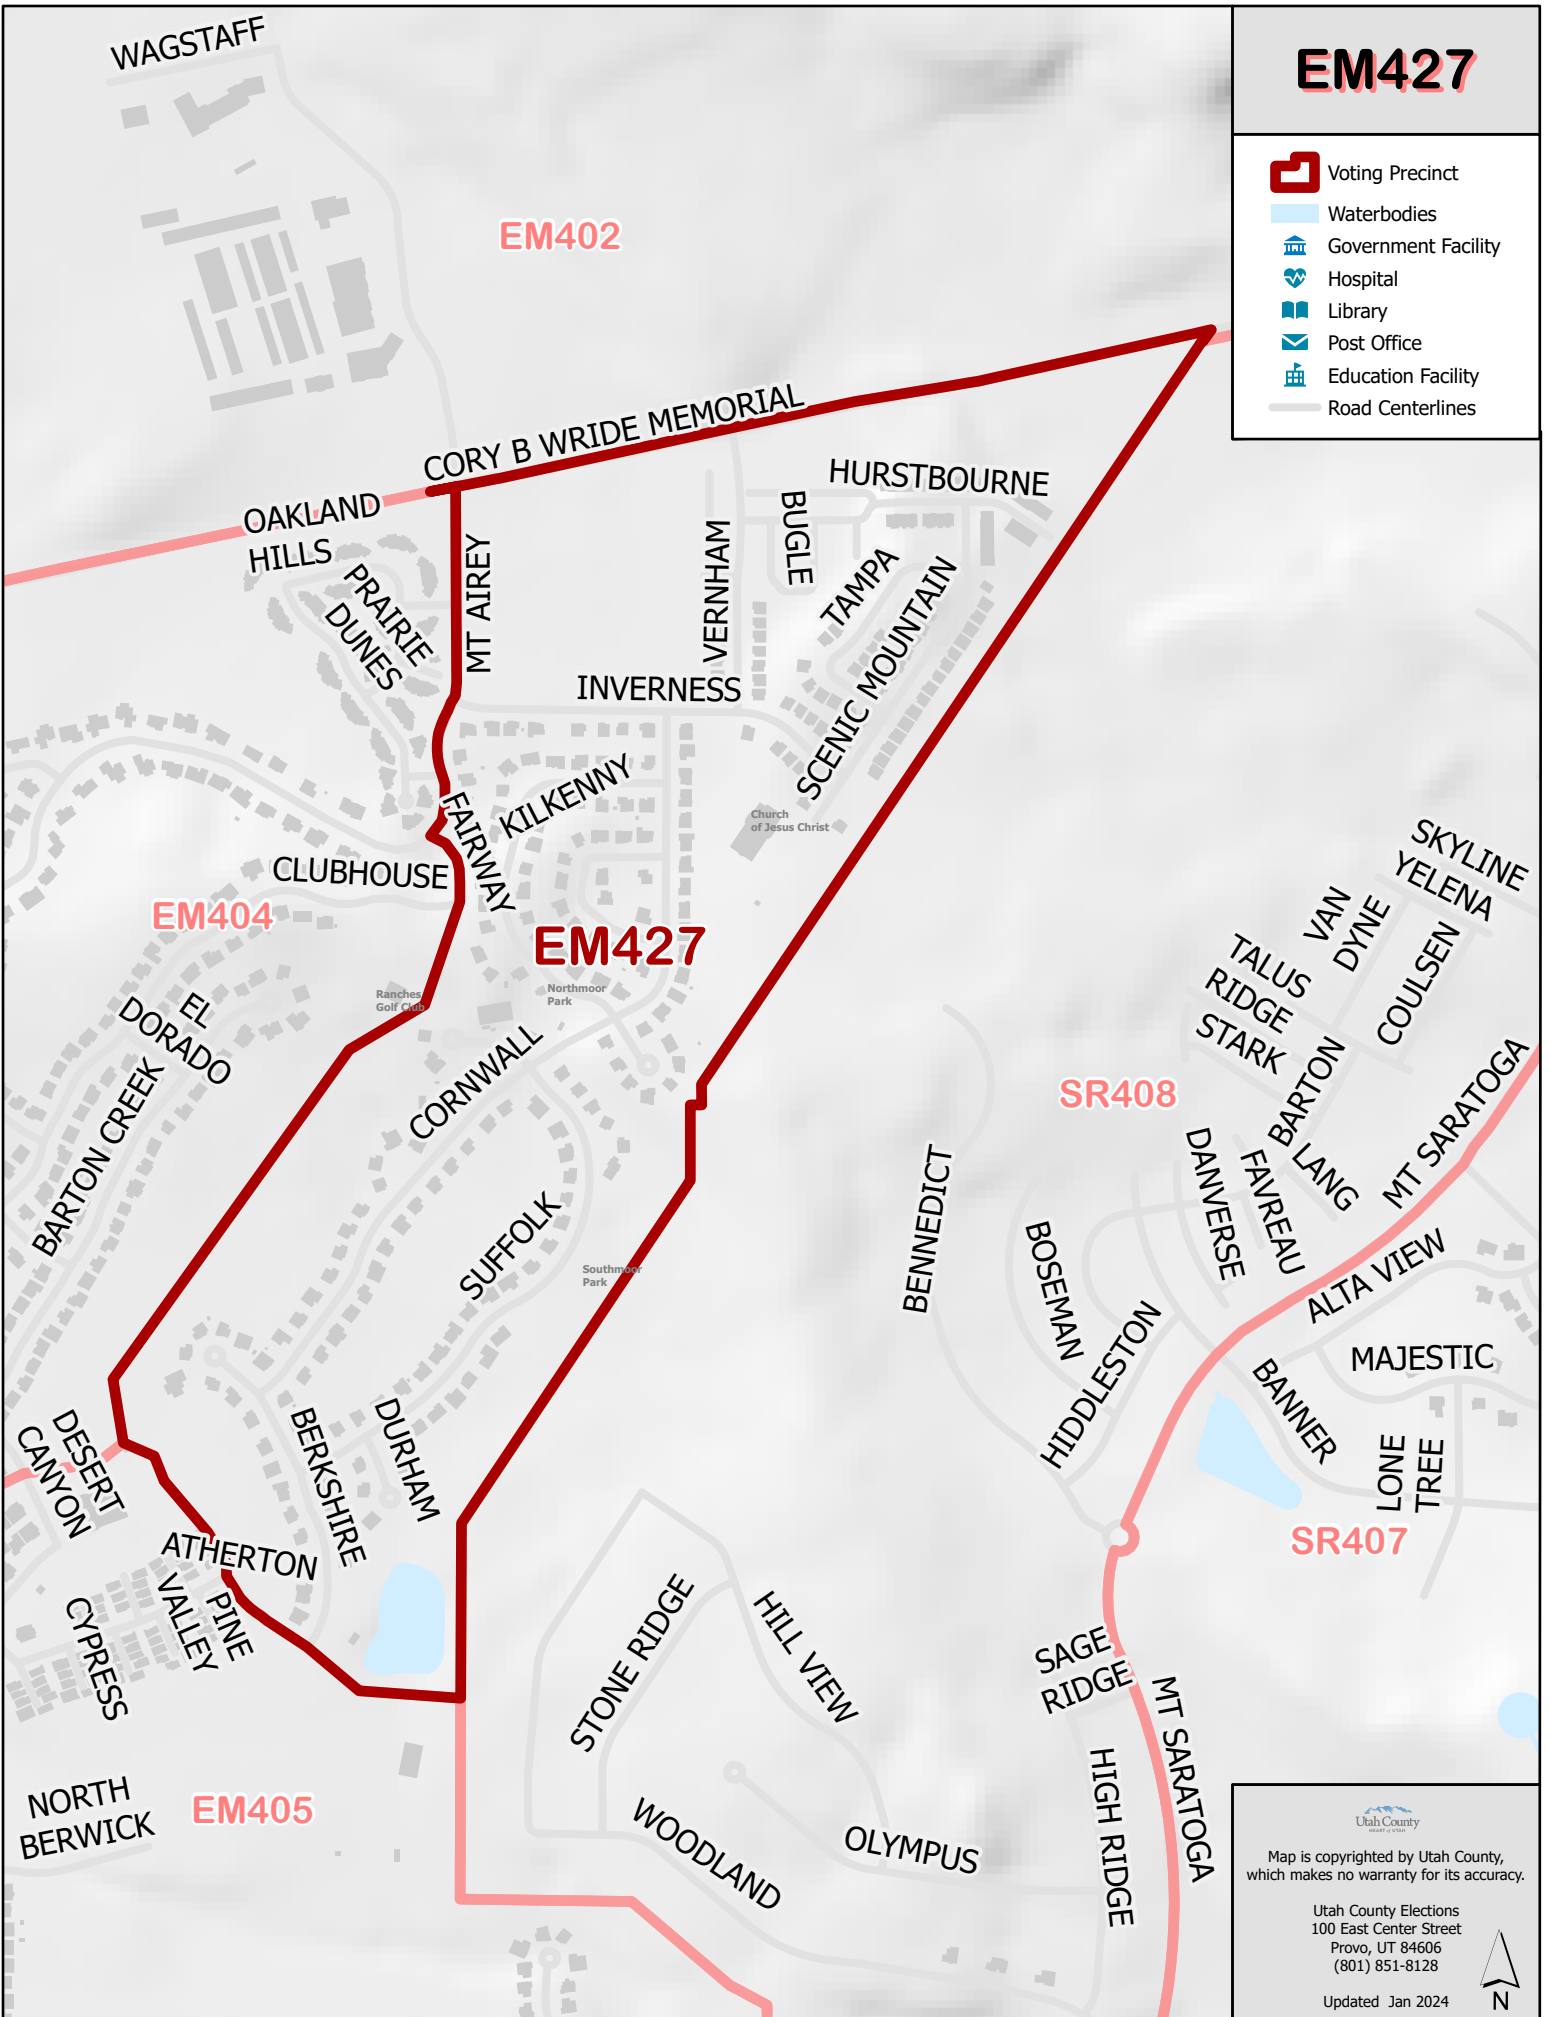 EM427
Voting Precinct
Waterbodies
Government Facility
Hospital
Library
Post Office
Education Facility
Road Centerlines
WAGSTAFF
EM402
CORY B WRIDE MEMORIAL
OAKLAND
HILLS
PRAIRIE
DUNES
MT AIREY
VERNHAM
BUGLE
HURSTBOURNE
TAMPA
SCENIC MOUNTAIN
INVERNESS
KILKENNY
FAIRWAY
Church
of Jesus Christ
CLUBHOUSE
EM404
EM427
Ranches
Golf Club
Northmoor
Park
EL
DORADO
BARTON CREEK
CORNWALL
SUFFOLK
Southmoor
Park
SKYLINE
YELENA
VAN
DYNE
COULSEN
TALUS
RIDGE
STARK
BARTON
LANG
SR408
MT SARATOGA
DANVERSE
FAVREAU
BENNEDICT
BOSEMAN
HIDDLESTON
ALTA VIEW
MAJESTIC
BANNER
LONE
TREE
SR407
DESERT
CANYON
BERKSHIRE
DURHAM
ATHERTON
PINE
VALLEY
CYPRESS
NORTH
BERWICK
EM405
STONE RIDGE
HILL VIEW
WOODLAND
OLYMPUS
SAGE
RIDGE
HIGH RIDGE
MT SARATOGA
Utah County
HEART of UTAH
Map is copyrighted by Utah County,
which makes no warranty for its accuracy.
Utah County Elections
100 East Center Street
Provo, UT 84606
(801) 851-8128
Updated Jan 2024
N